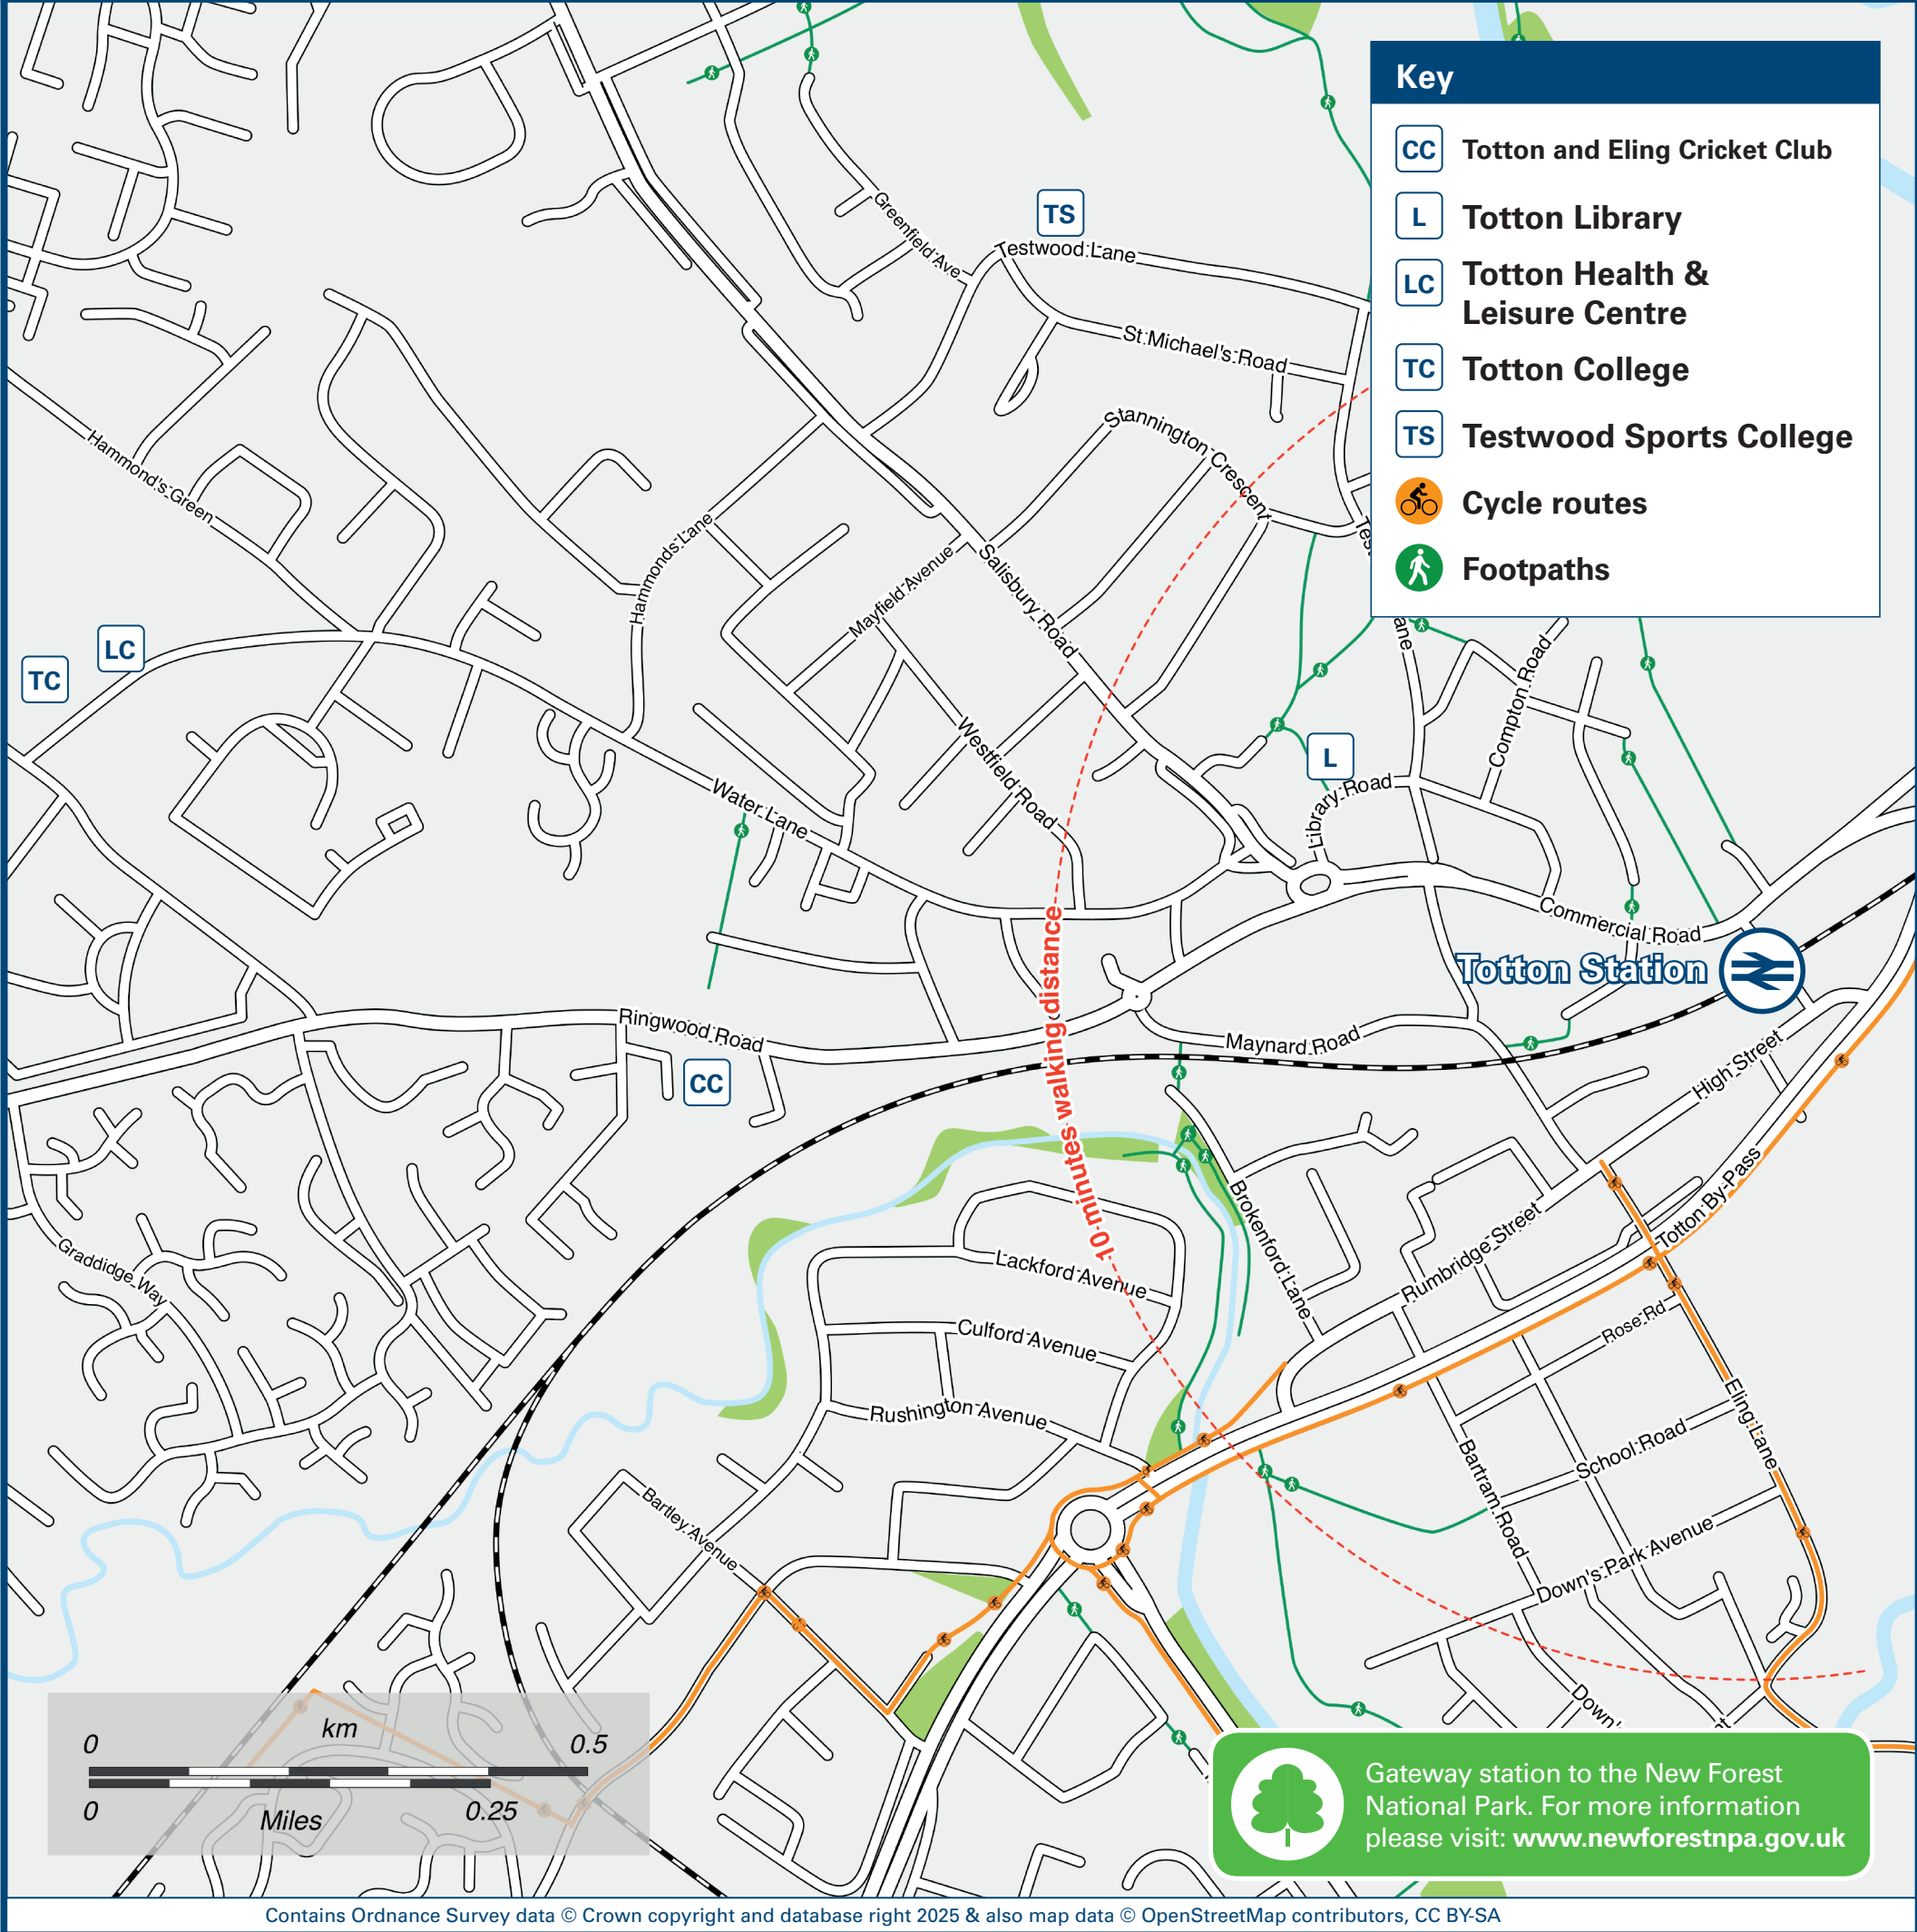 Key
CC Totton and Eling Cricket Club
L Totton Library
LC Totton Health &
Leisure Centre
TC Totton College
TS Testwood Sports College
Cycle routes
Footpaths
TS
Greenfield Ave
Testwood Lane
St Michael's Road
Stannington Crescent
Hammond's Green
Hammonds Lane
Mayfield Avenue
Salisbury Road
LC
TC
Compton Road
Westfield Road
L
Library Road
Water Lane
Commercial Road
Totton Station
10 minutes walking distance
Ringwood Road
Maynard Road
CC
High Street
Brokenford Lane
Totton By-Pass
Rumbridge Street
Graddidge Way
Lackford Avenue
Culford Avenue
Rose Rd
Rushington Avenue
Eling Lane
School Road
Bartram Road
Bartley Avenue
Down's Park Avenue
Down'
km
0 0.5
0 0.25
Miles
Gateway station to the New Forest
National Park. For more information
please visit: www.newforestnpa.gov.uk
Contains Ordnance Survey data © Crown copyright and database right 2025 & also map data © OpenStreetMap contributors, CC BY-SA